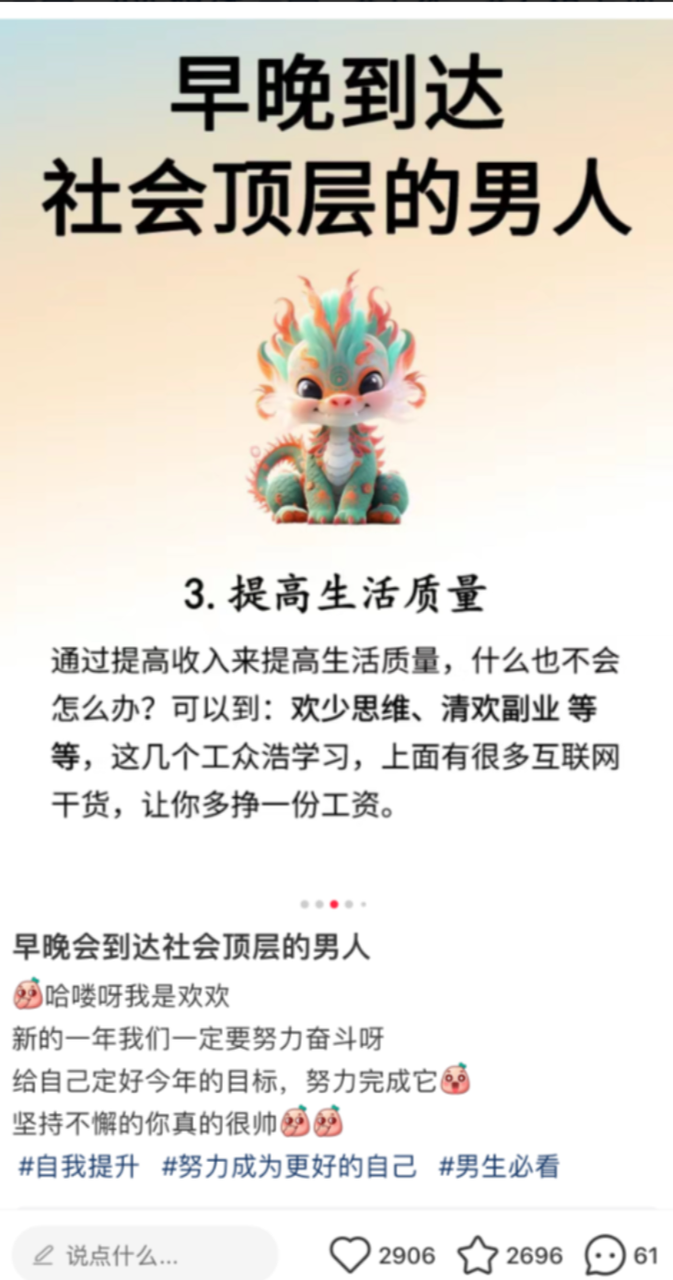 早晚到达
社会顶层的男人
3.提高生活质量
通过提高收入来提高生活质量，什么也不会
怎么办？可以到：欢少思维、清欢副业 等
等，这几个工众浩学习，上面有很多互联网
干货，让你多挣一份工资。
早晚会到达社会顶层的男人
哈喽呀我是欢欢
新的一年我们一定要努力奋斗呀
给自己定好今年的目标，努力完成它
坚持不懈的你真的很帅
#自我提升 #努力成为更好的自己 #男生必看
说点什么... 2906 2696 61